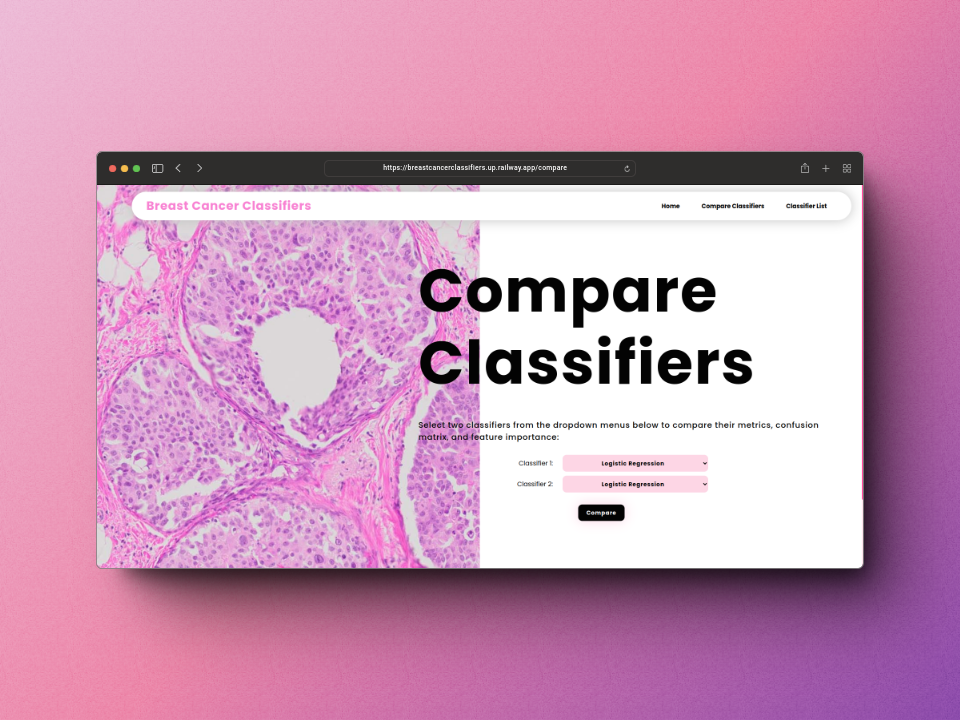 https://breastcancerclassifiers.up.railway.app/compare
Breast Cancer Classifiers
Home
Compare Classifiers
Classifier List
Compare
Classifiers
Select two classifiers from the dropdown menus below to compare their metrics, confusion
matrix, and feature importance:
Classifier 1:
Logistic Regression
Classifier 2:
Logistic Regression
Compare